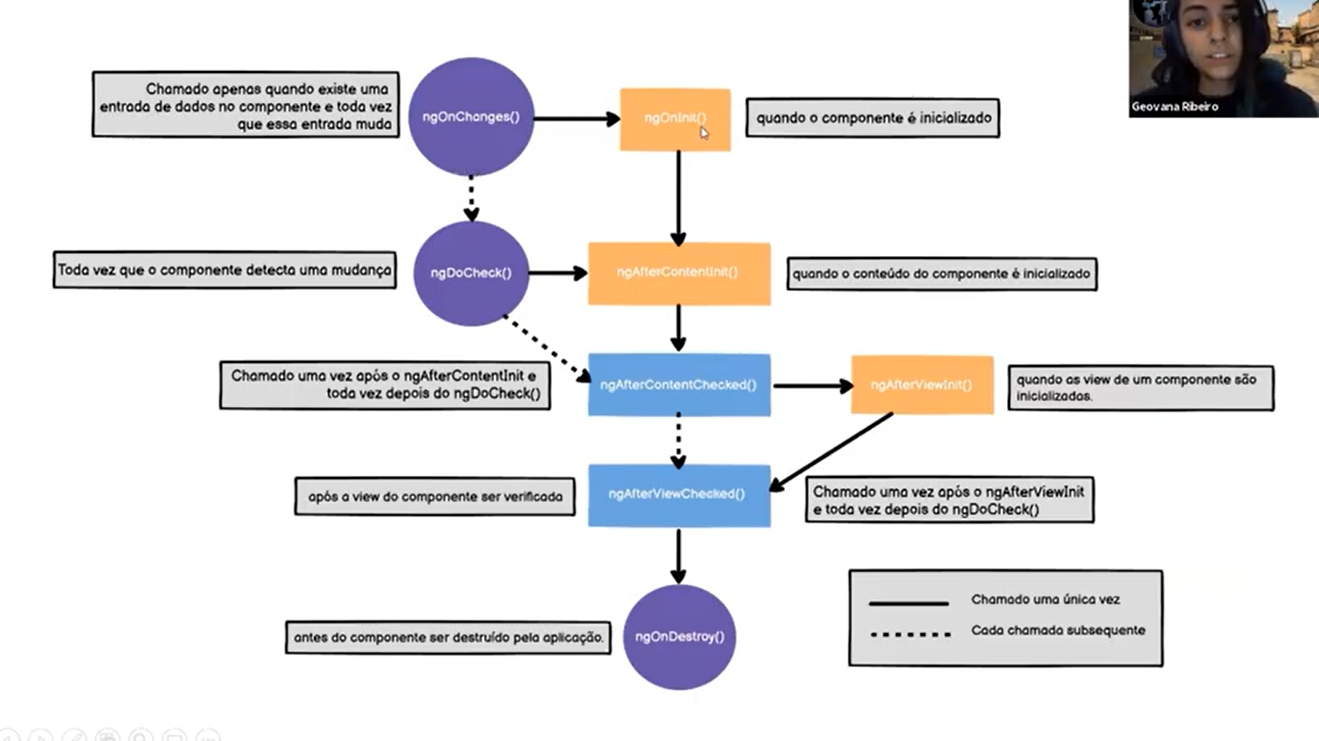 Geovana Ribeiro
Chamado apenas quando existe uma
entrada de dados no componente e toda vez
que essa entrada muda
ngOnChanges()
ngOnInit()
quando o componente é inicializado
Toda vez que o componente detecta uma mudança
ngDoCheck()
ngAfterContentInit()
quando o conteúdo do componente é inicializado
Chamado uma vez após o ngAfterContentInit e
toda vez depois do ngDoCheck()
ngAfterContentChecked()
ngAfterViewInit()
quando as view de um componente são
inicializadas.
após a view do componente ser verificada
ngAfterViewChecked()
Chamado uma vez após o ngAfterViewInit
e toda vez depois do ngDoCheck()
antes do componente ser destruído pela aplicação.
ngOnDestroy()
Chamado uma única vez
Cada chamada subsequente